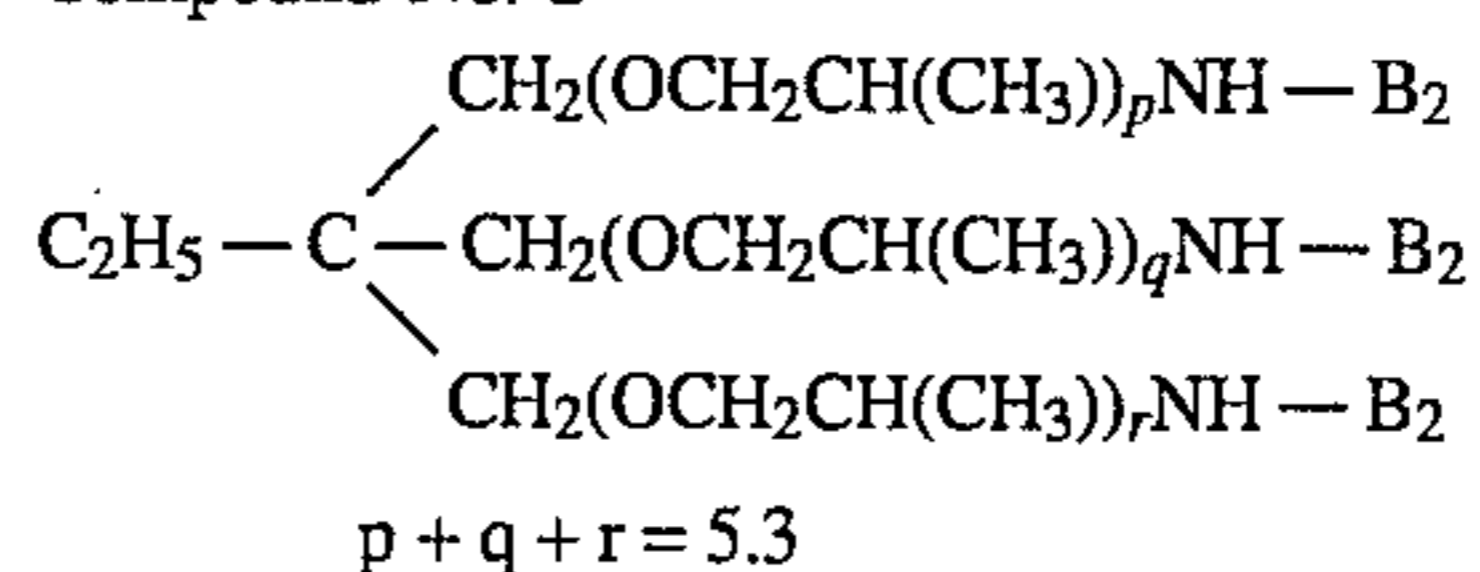 CH₂(OCH₂CH(CH₃))ₚNH — B₂
C₂H₅ — C — CH₂(OCH₂CH(CH₃))qNH — B₂
CH₂(OCH₂CH(CH₃))ᵣNH — B₂
p + q + r = 5.3